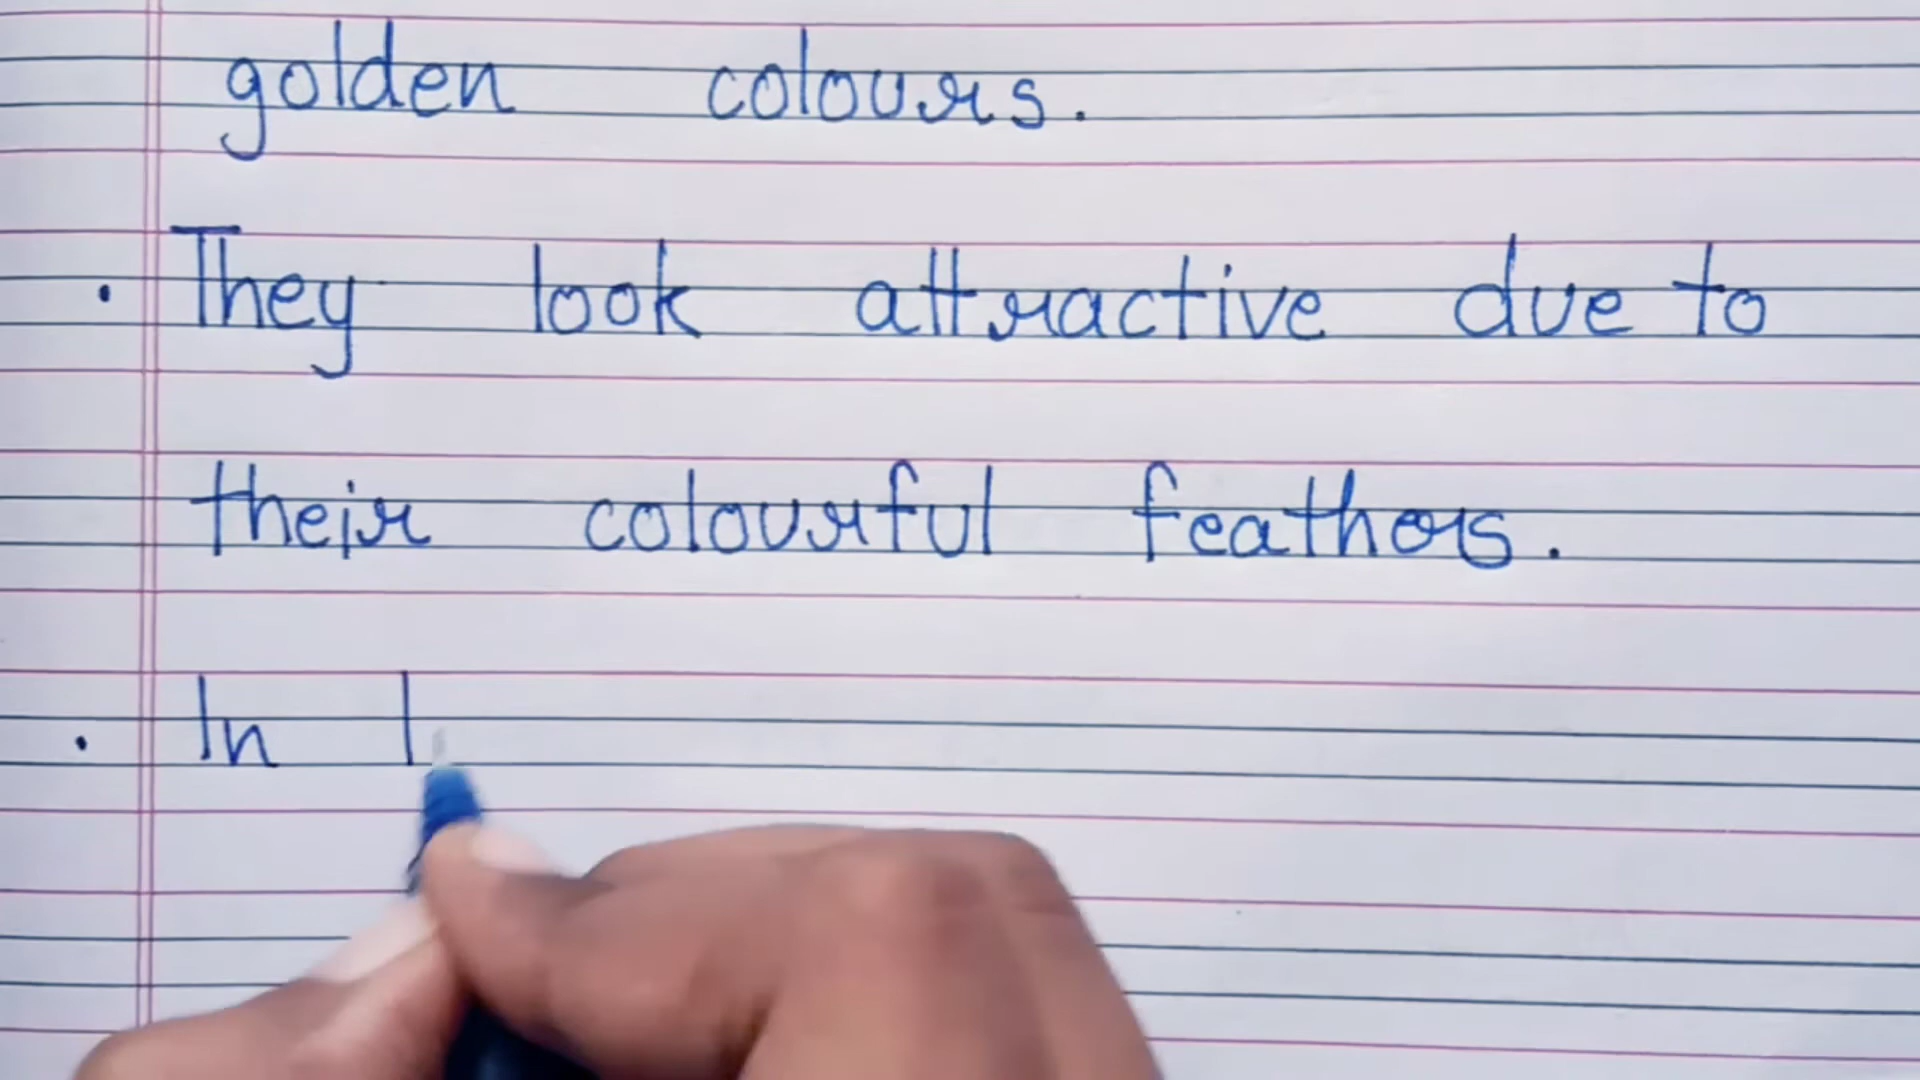 golden colours.
. They look attractive due to
their colourful feathers.
. In